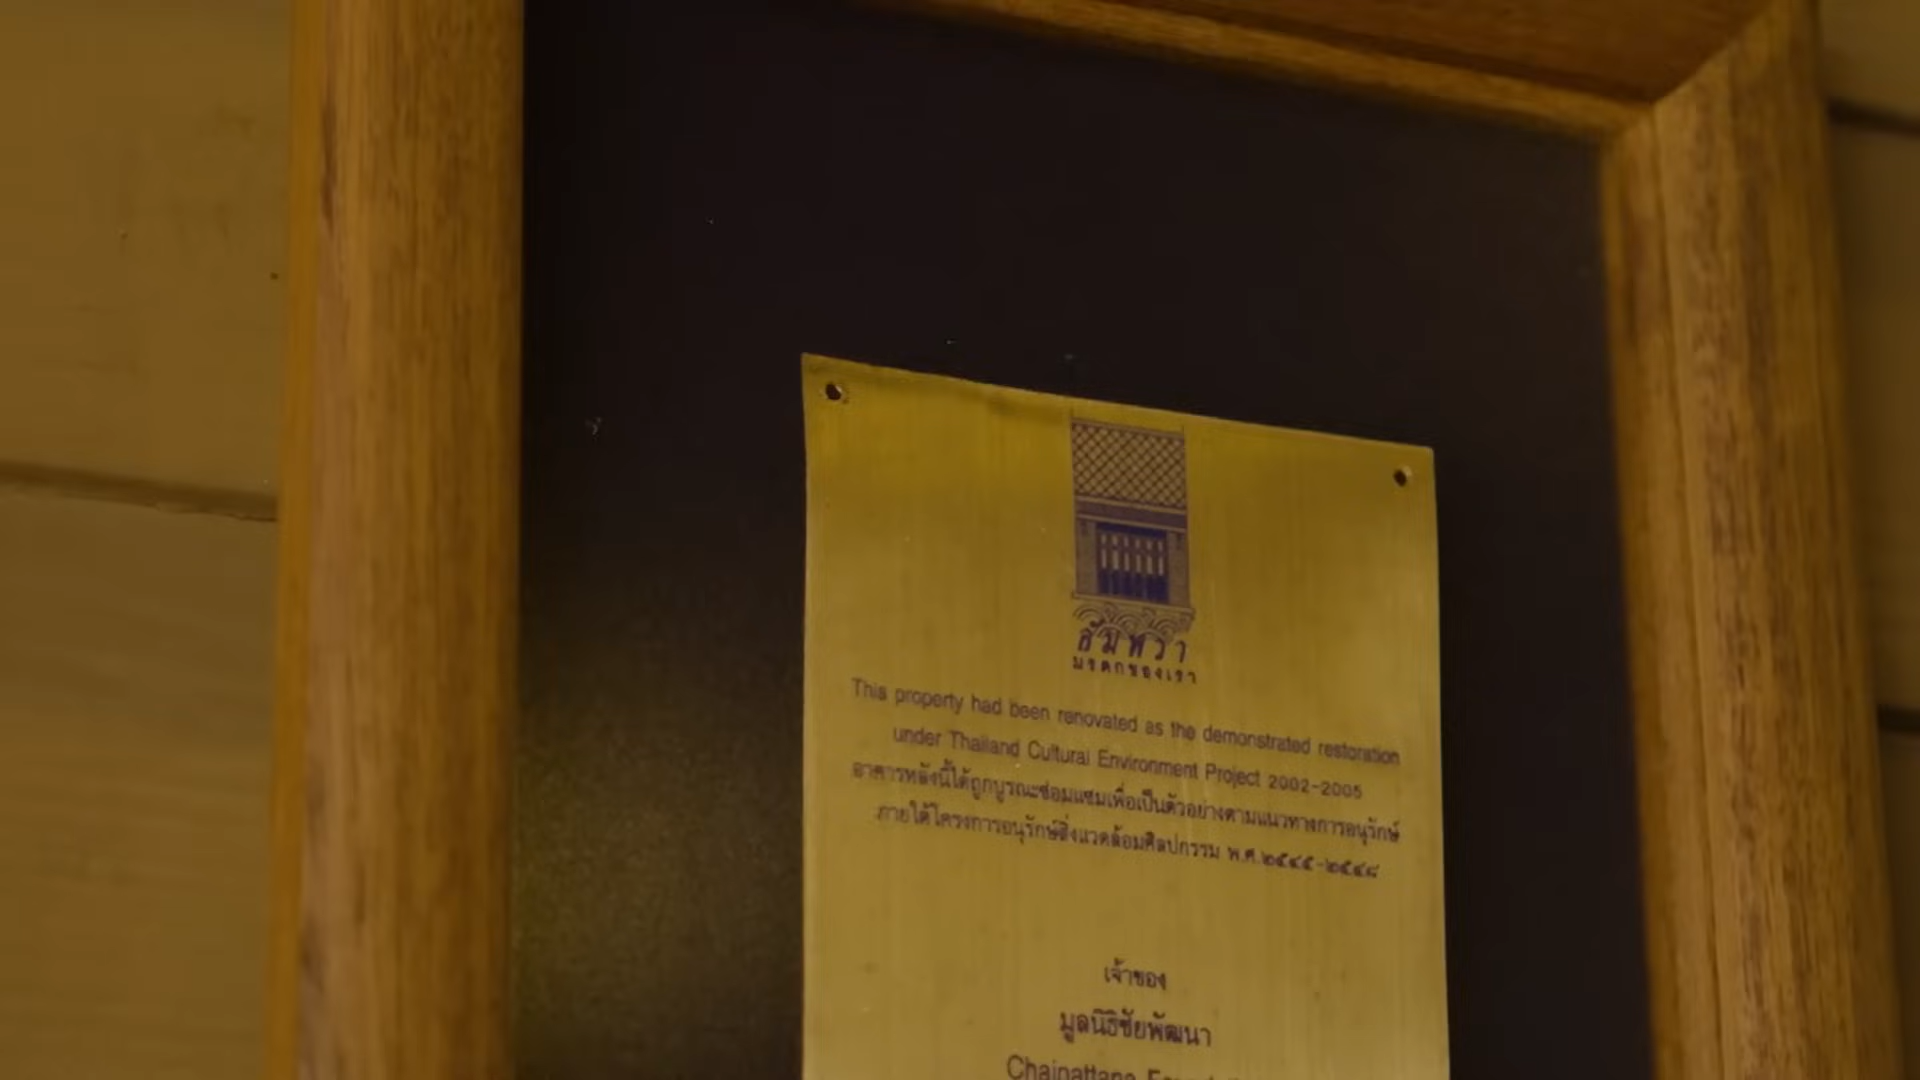 อัมพวา
มรดกของเรา
This property had been renovated as the demonstrated restoration
under Thailand Cultural Environment Project 2002-2005
อาคารหลังนี้ได้ถูกบูรณะซ่อมแซมเพื่อเป็นตัวอย่างตามแนวทางการอนุรักษ์
ภายใต้โครงการอนุรักษ์สิ่งแวดล้อมศิลปกรรม พ.ศ.๒๕๔๕-๒๕๔๘
เจ้าของ
มูลนิธิชัยพัฒนา
Chaipattana